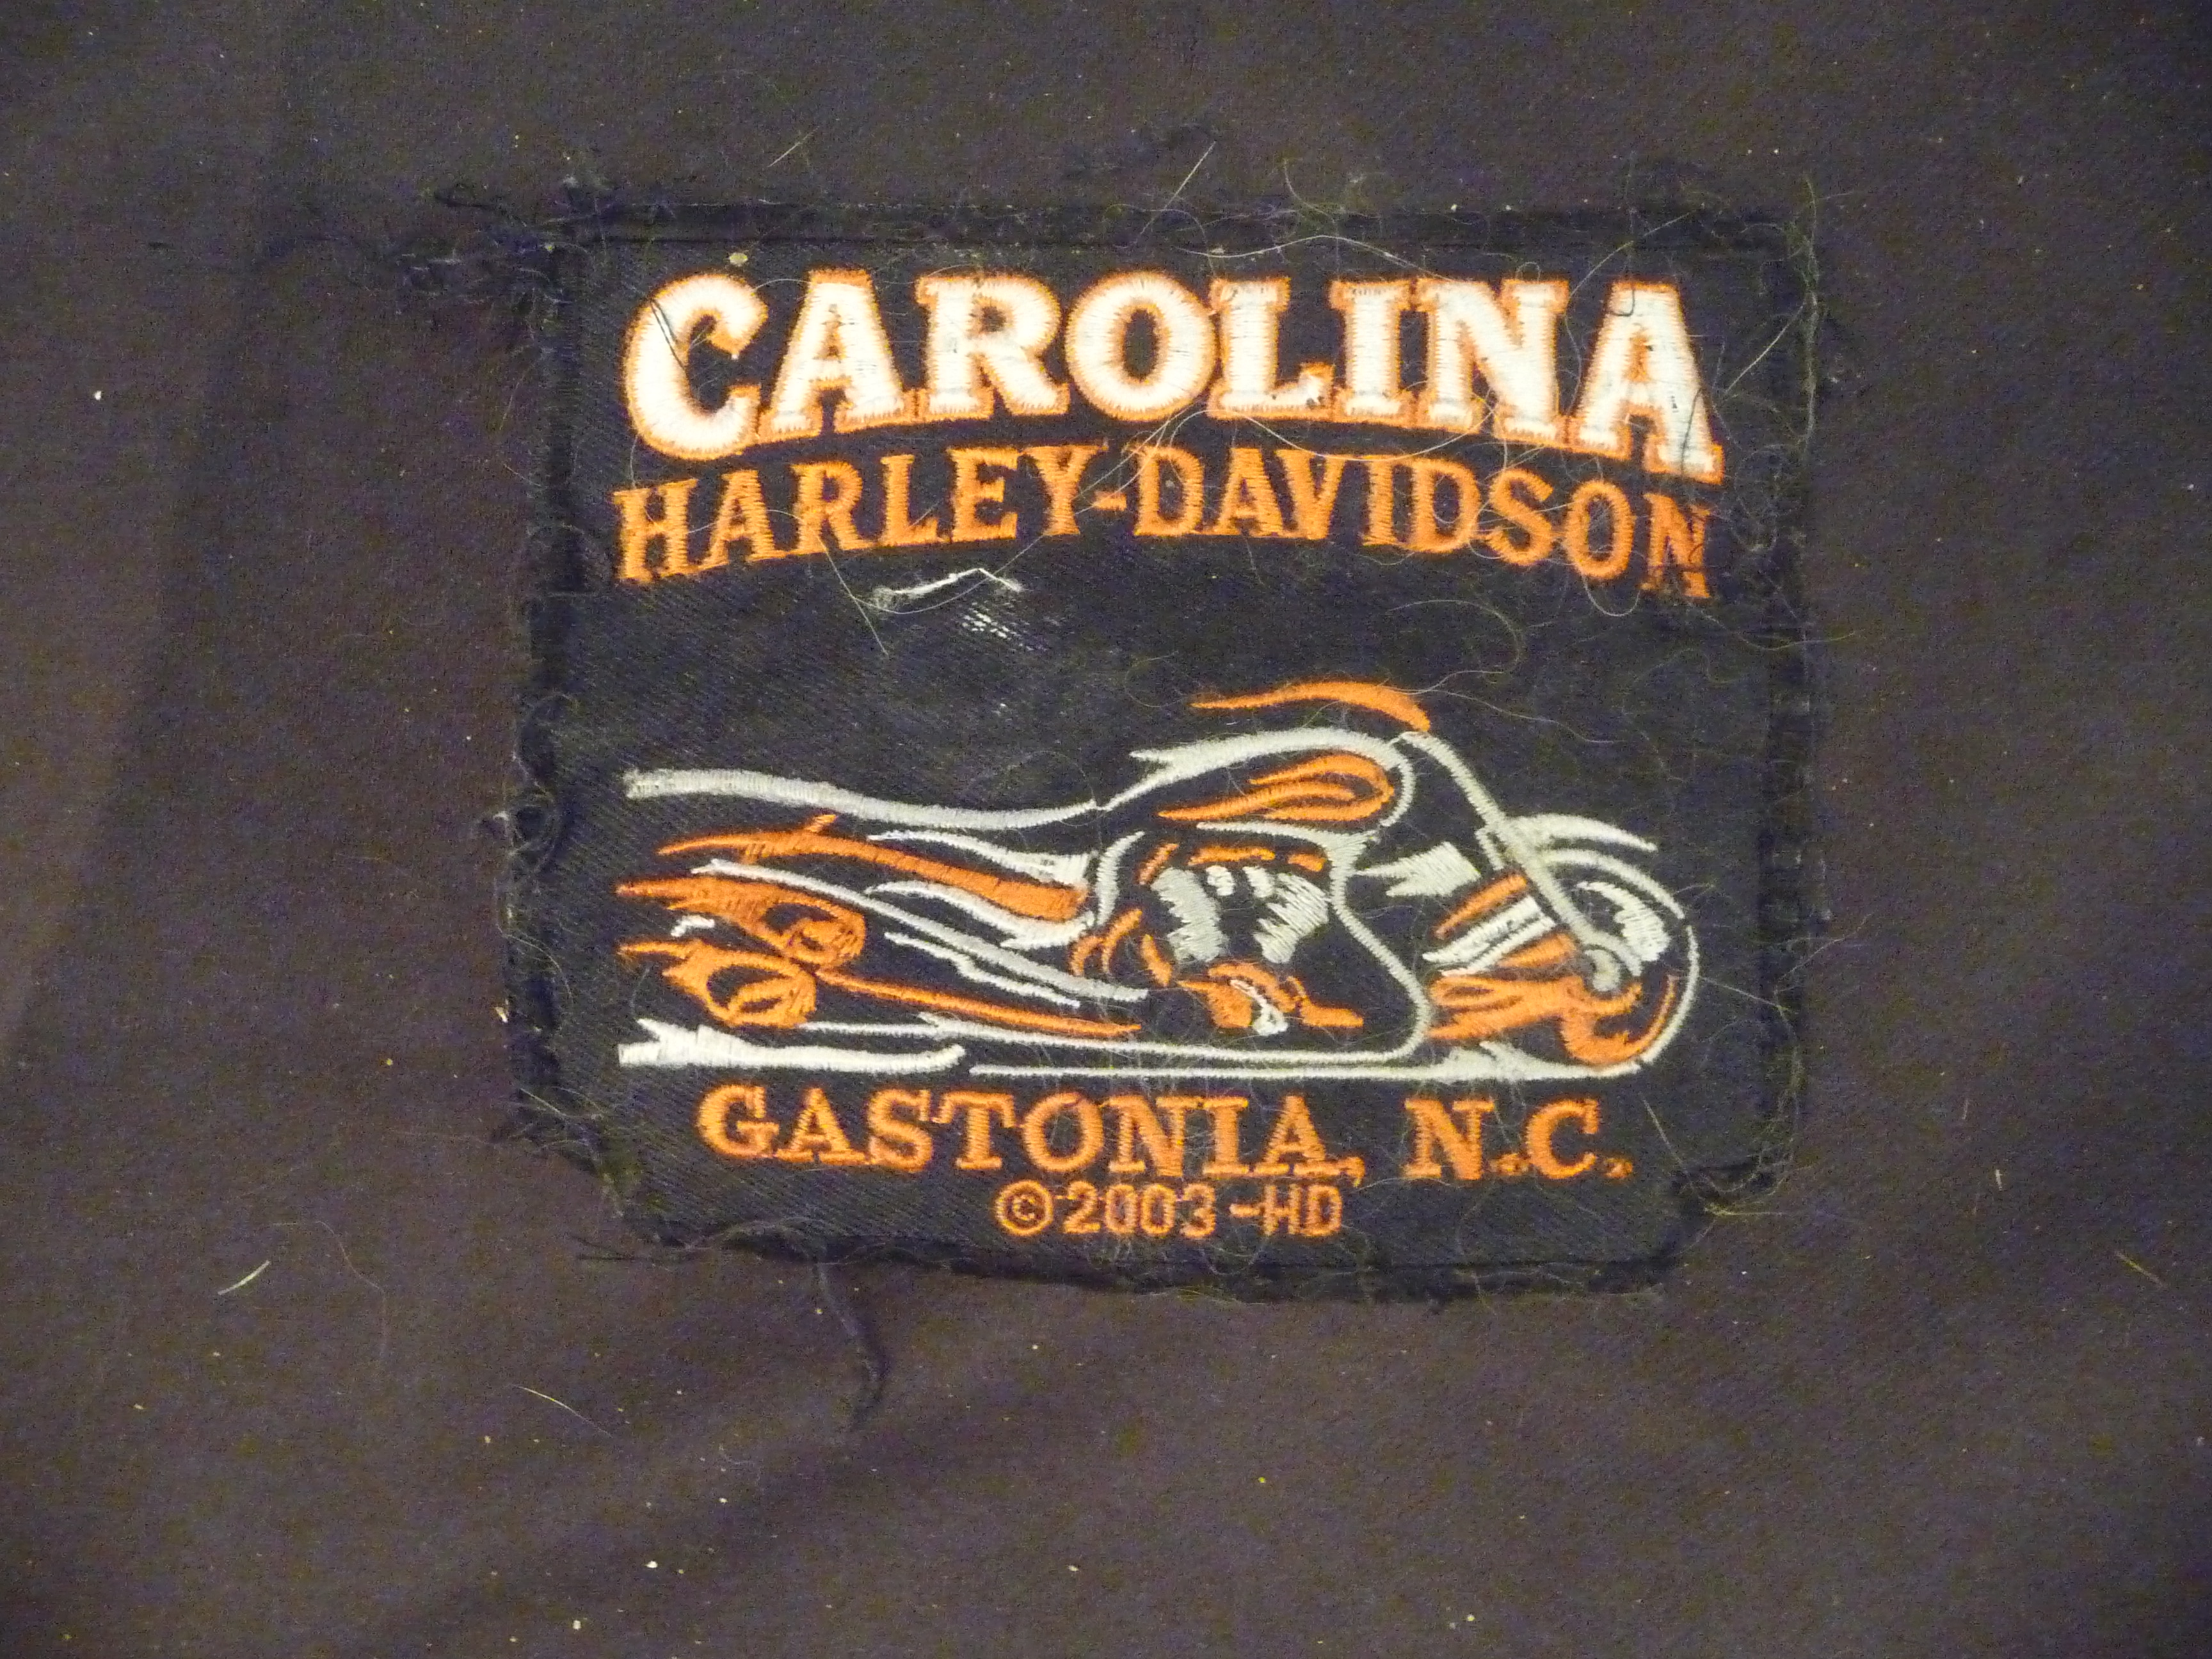 CAROLINA
HARLEY-DAVIDSON
GASTONIA, N.C.
©2003-HD